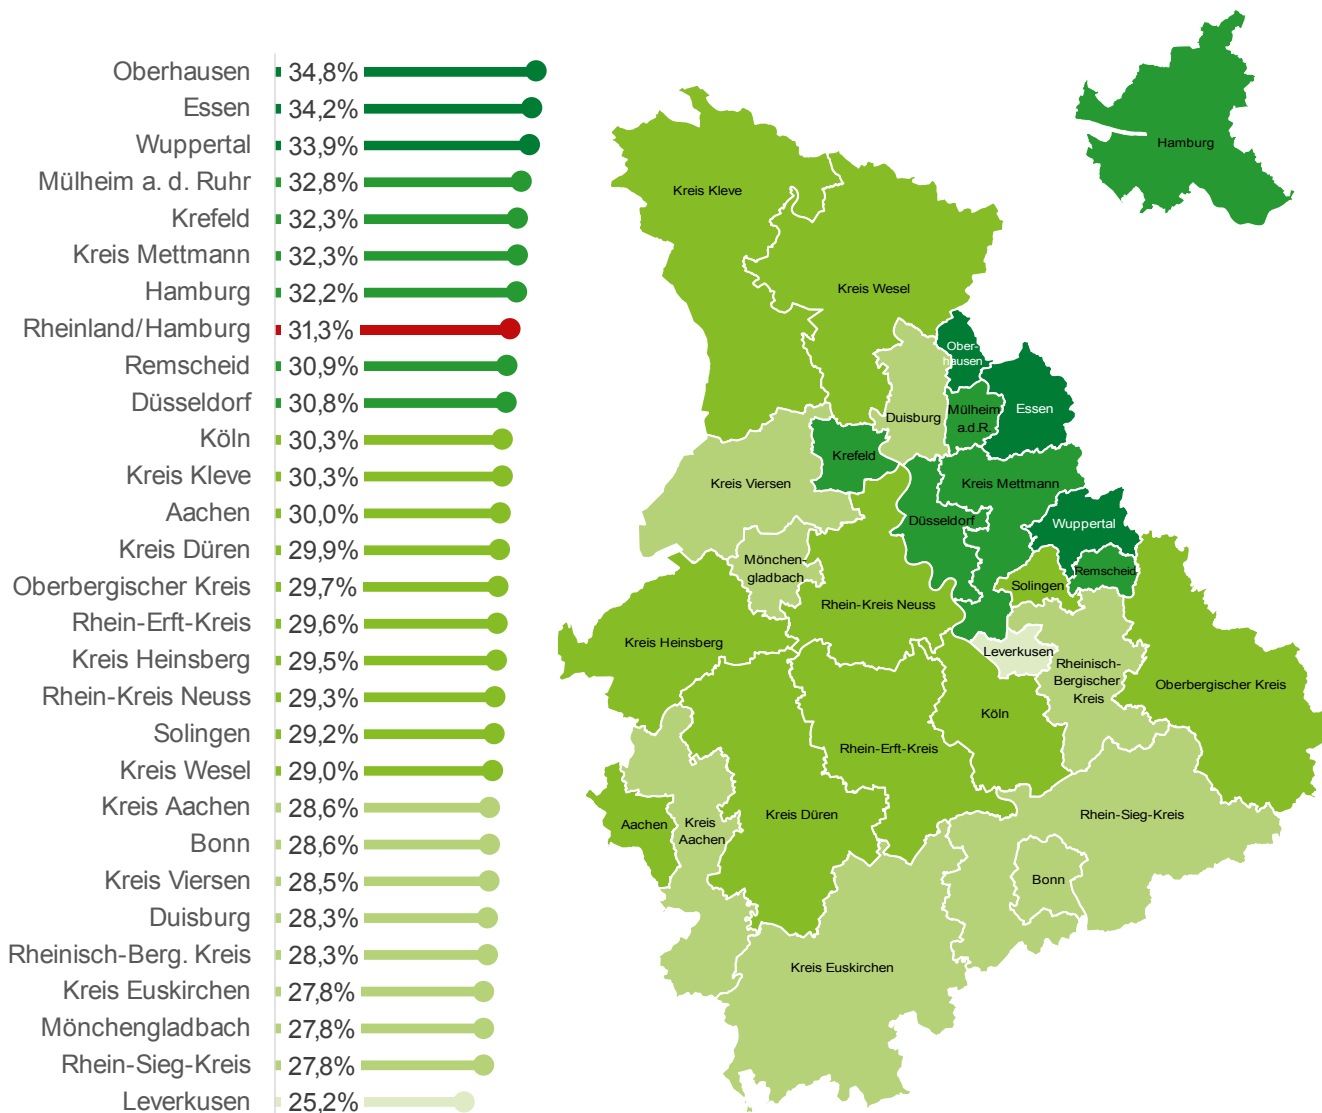 Oberhausen 34,8%
Essen 34,2%
Wuppertal 33,9%
Mülheim a. d. Ruhr 32,8%
Krefeld 32,3%
Kreis Mettmann 32,3%
Hamburg 32,2%
Rheinland/Hamburg 31,3%
Remscheid 30,9%
Düsseldorf 30,8%
Köln 30,3%
Kreis Kleve 30,3%
Aachen 30,0%
Kreis Düren 29,9%
Oberbergischer Kreis 29,7%
Rhein-Erft-Kreis 29,6%
Kreis Heinsberg 29,5%
Rhein-Kreis Neuss 29,3%
Solingen 29,2%
Kreis Wesel 29,0%
Kreis Aachen 28,6%
Bonn 28,6%
Kreis Viersen 28,5%
Duisburg 28,3%
Rheinisch-Berg. Kreis 28,3%
Kreis Euskirchen 27,8%
Mönchengladbach 27,8%
Rhein-Sieg-Kreis 27,8%
Leverkusen 25,2%
Hamburg
Kreis Kleve
Kreis Wesel
Ober-
hausen
Duisburg
Mülheim
a.d.R.
Essen
Krefeld
Kreis Viersen
Kreis Mettmann
Düsseldorf
Wuppertal
Mönchen-
gladbach
Remscheid
Solingen
Rhein-Kreis Neuss
Kreis Heinsberg
Leverkusen
Rheinisch-
Bergischer
Kreis
Oberbergischer Kreis
Köln
Rhein-Erft-Kreis
Kreis Düren
Aachen
Kreis
Aachen
Rhein-Sieg-Kreis
Bonn
Kreis Euskirchen